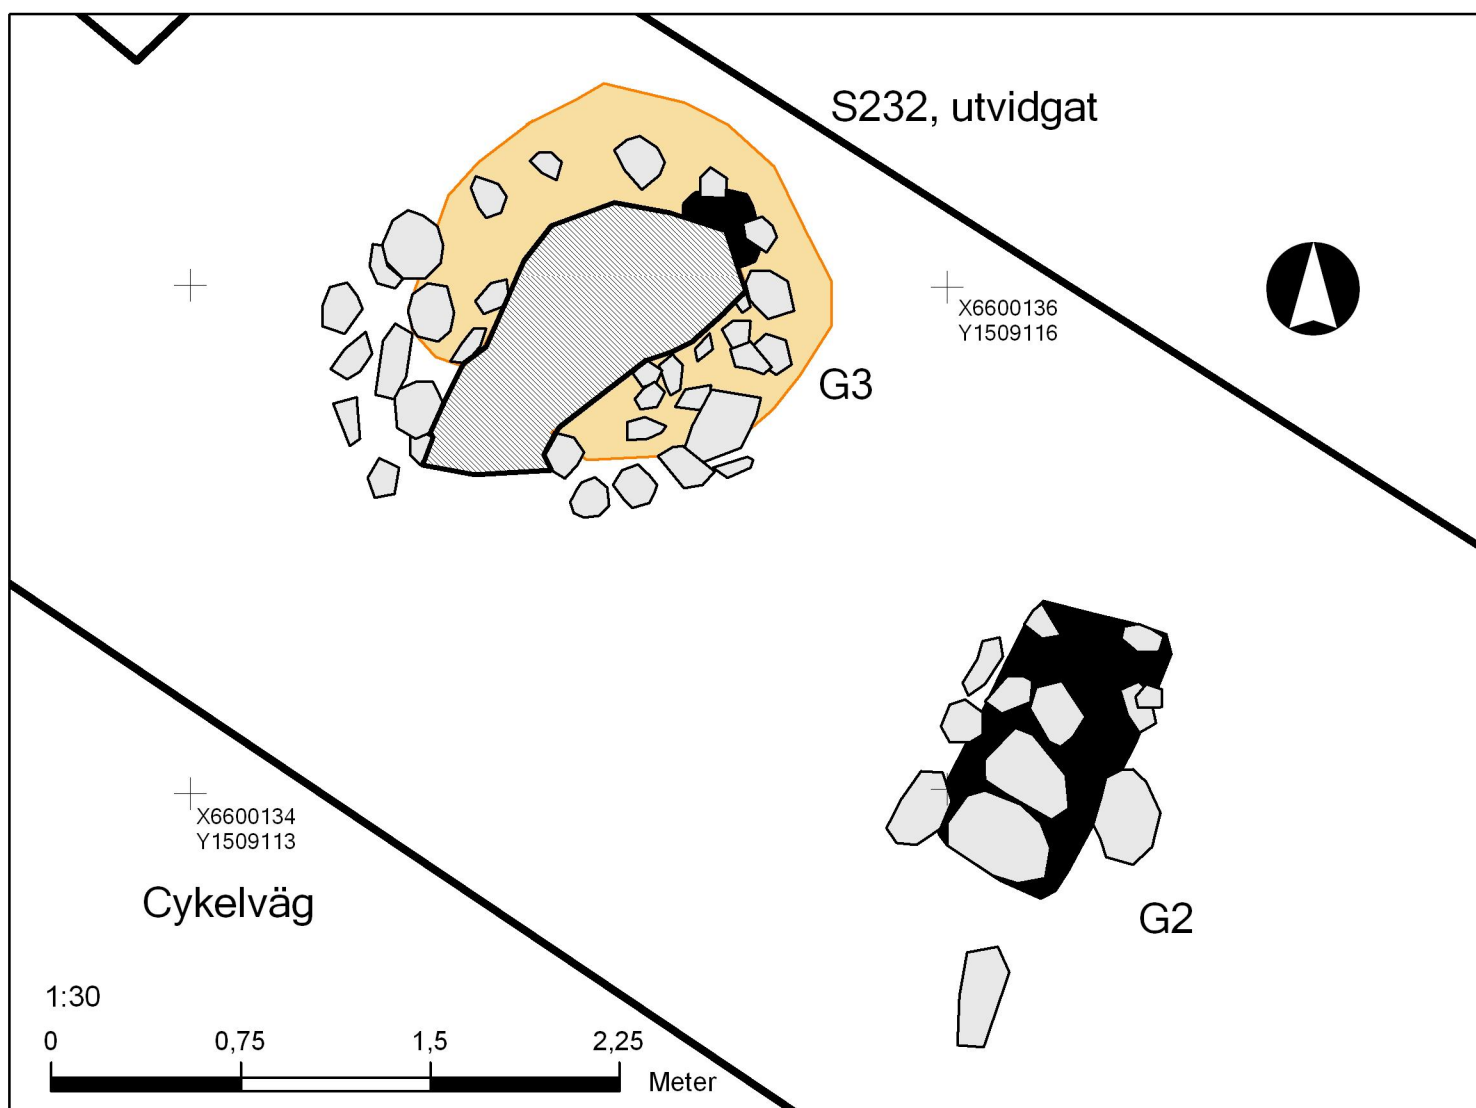 S232, utvidgat
X6600136
Y1509116
G3
X6600134
Y1509113
Cykelväg
G2
1:30
0 0,75 1,5 2,25
Meter